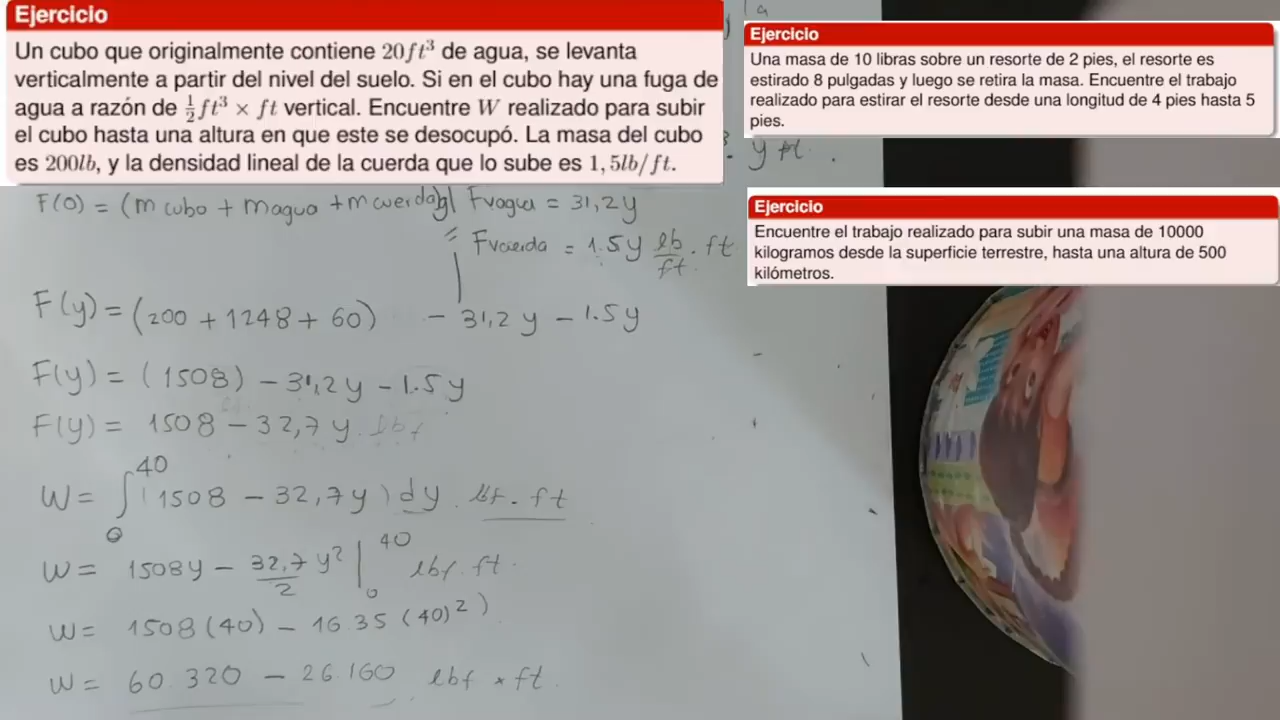 Ejercicio
Un cubo que originalmente contiene 20ft³ de agua, se levanta
verticalmente a partir del nivel del suelo. Si en el cubo hay una fuga de
agua a razón de 1/2 ft³ × ft vertical. Encuentre W realizado para subir
el cubo hasta una altura en que este se desocupó. La masa del cubo
es 200lb, y la densidad lineal de la cuerda que lo sube es 1, 5lb/ft.
Ejercicio
Una masa de 10 libras sobre un resorte de 2 pies, el resorte es
estirado 8 pulgadas y luego se retira la masa. Encuentre el trabajo
realizado para estirar el resorte desde una longitud de 4 pies hasta 5
pies.
Ejercicio
Encuentre el trabajo realizado para subir una masa de 10000
kilogramos desde la superficie terrestre, hasta una altura de 500
kilómetros.
F(0) = (m cubo + magua + mcuerda)g
Fvagua = 31,2y
Fvcuerda = 1.5y lb/ft . ft
F(y) = (200 + 1248 + 60) - 31,2 y - 1.5y
F(y) = (1508) - 31,2 y - 1.5 y
F(y) = 1508 - 32,7 y lbf
W = ∫₀⁴⁰ (1508 - 32,7y) dy lbf - ft
W = 1508y - 32,7/2 y² |₀⁴⁰ lbf . ft
W = 1508 (40) - 16.35 (40)²)
W = 60.320 - 26.160 lbf * ft